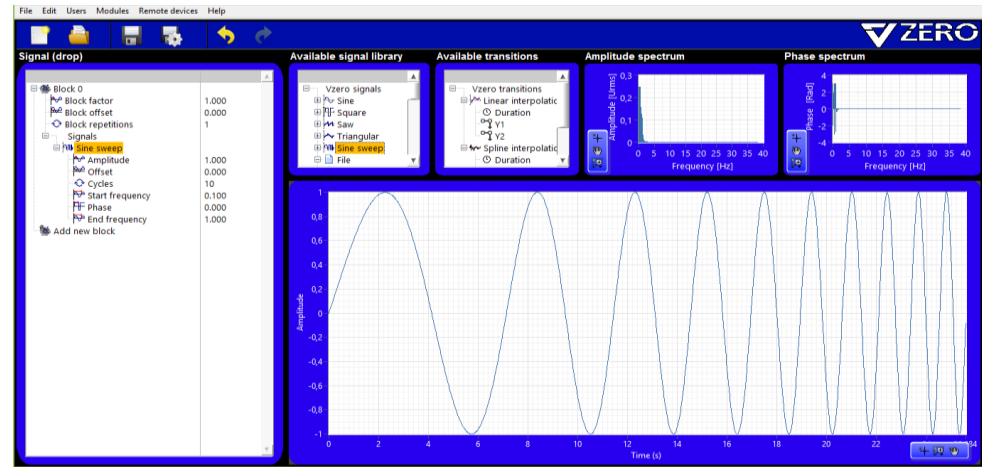 File Edit Users Modules Remote devices Help
VZERO
Signal (drop)
Block 0
Block factor 1.000
Block offset 0.000
Block repetitions 1
Signals
Sine sweep
Amplitude 1.000
Offset 0.000
Cycles 10
Start frequency 0.100
Phase 0.000
End frequency 1.000
Add new block
Available signal library
Vzero signals
Sine
Square
Saw
Triangular
Sine sweep
File
Available transitions
Vzero transitions
Linear interpolatic
Duration
Y1
Y2
Spline interpolatic
Duration
Amplitude spectrum
Amplitude [Urms]
0,3
0,2
0,1
0
0 5 10 15 20 25 30 35 40
Frequency [Hz]
Phase spectrum
Phase [Rad]
4
2
0
-2
-4
0 5 10 15 20 25 30 35 40
Frequency [Hz]
Amplitude
1
0,8
0,6
0,4
0,2
0
-0,2
-0,4
-0,6
-0,8
-1
0 2 4 6 8 10 12 14 16 18 20 22
Time (s)